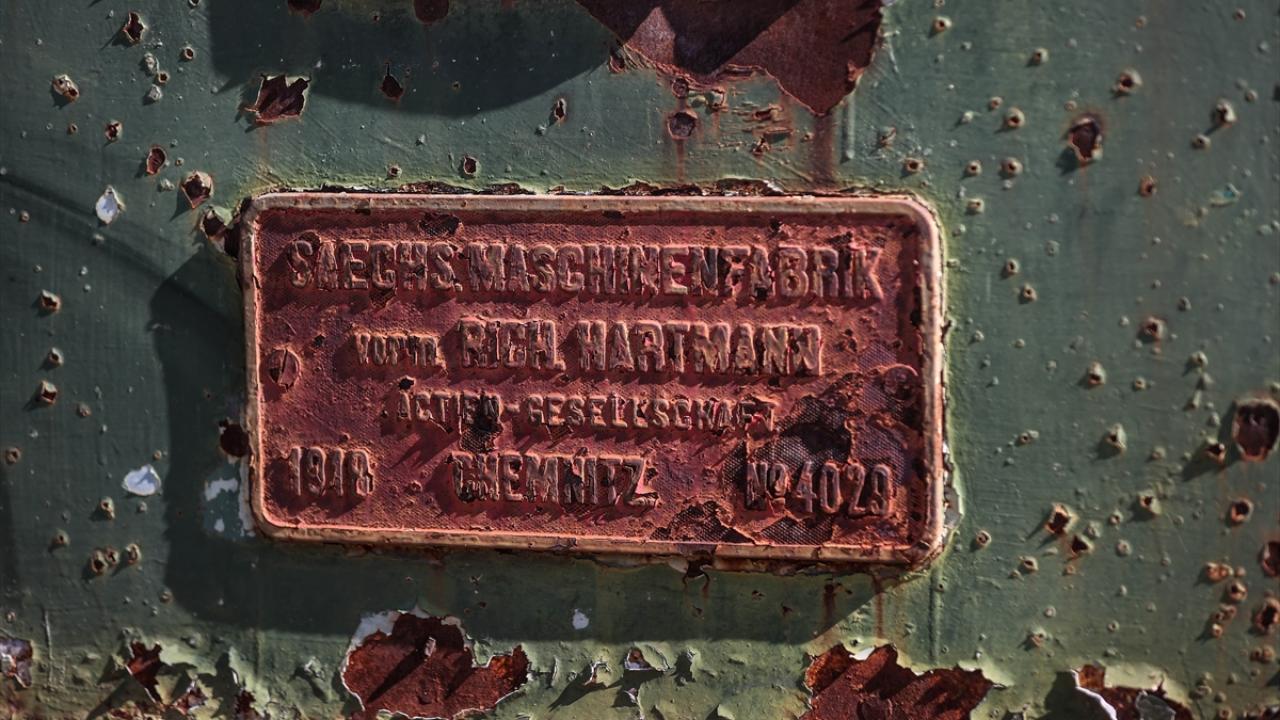 SAECHS. MASCHINENFABRIK
vorm. RICH. HARTMANN
ACTIEN-GESELLSCHAFT
1918 CHEMNITZ No 4029